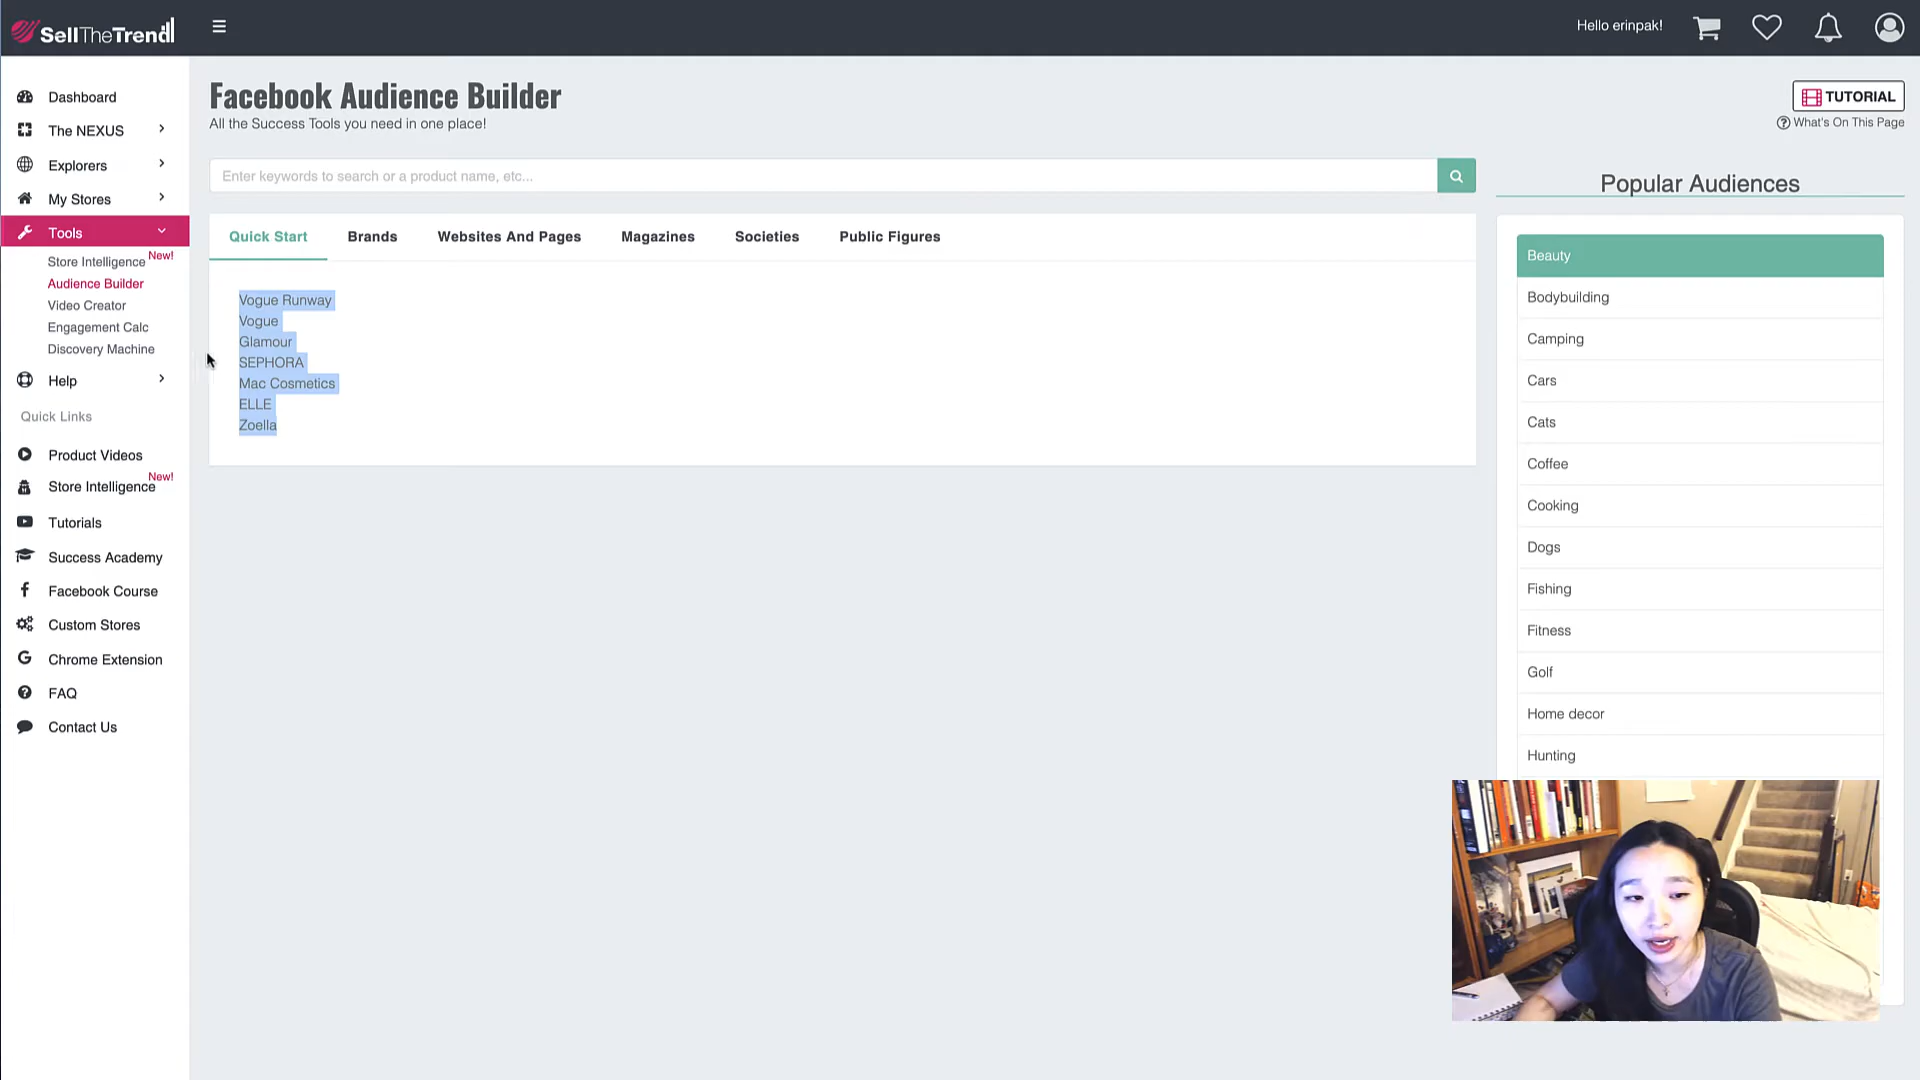 SellTheTrend
Hello erinpak!
Dashboard
The NEXUS
Explorers
My Stores
Tools
Store Intelligence New!
Audience Builder
Video Creator
Engagement Calc
Discovery Machine
Help
Quick Links
Product Videos
Store Intelligence New!
Tutorials
Success Academy
Facebook Course
Custom Stores
Chrome Extension
FAQ
Contact Us
Facebook Audience Builder
All the Success Tools you need in one place!
TUTORIAL
What's On This Page
Enter keywords to search or a product name, etc...
Quick Start Brands Websites And Pages Magazines Societies Public Figures
Vogue Runway
Vogue
Glamour
SEPHORA
Mac Cosmetics
ELLE
Zoella
Popular Audiences
Beauty
Bodybuilding
Camping
Cars
Cats
Coffee
Cooking
Dogs
Fishing
Fitness
Golf
Home decor
Hunting